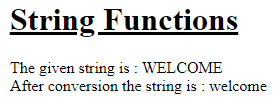 String Functions
The given string is : WELCOME
After conversion the string is : welcome